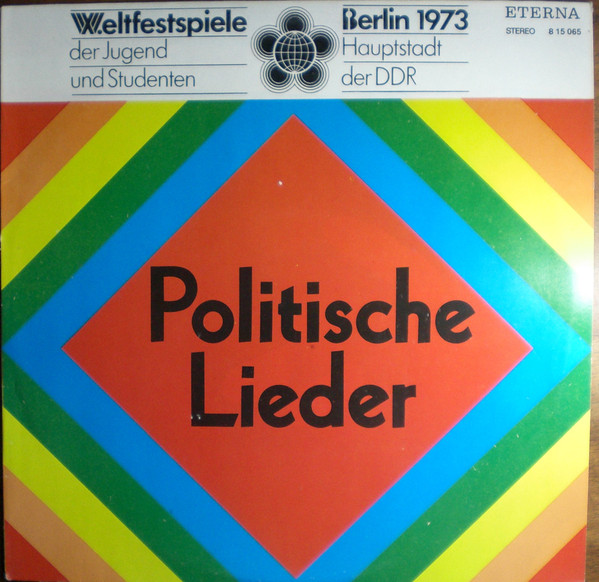 X. Weltfestspiele
der Jugend
und Studenten
Berlin 1973
Hauptstadt
der DDR
ETERNA
STEREO 8 15 065
Politische
Lieder